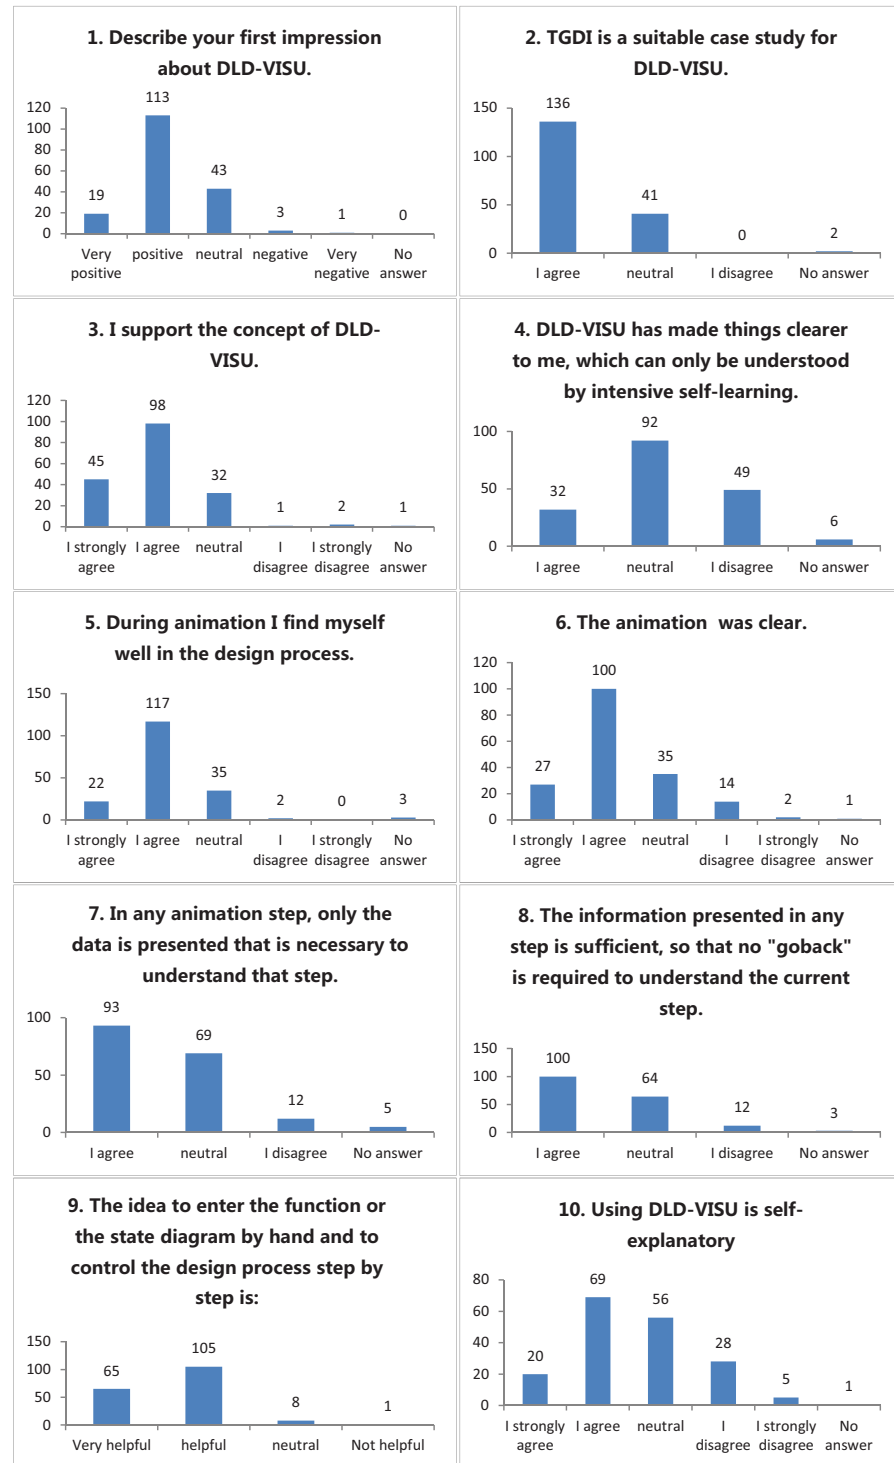 1. Describe your first impression
about DLD-VISU.
120
100
80
60
40
20
0
19
113
43
3
1
0
Very
positive
positive
neutral
negative
Very
negative
No
answer
2. TGDI is a suitable case study for
DLD-VISU.
150
100
50
0
136
41
0
2
I agree
neutral
I disagree
No answer
3. I support the concept of DLD-
VISU.
120
100
80
60
40
20
0
45
98
32
1
2
1
I strongly
agree
I agree
neutral
I
disagree
I strongly
disagree
No
answer
4. DLD-VISU has made things clearer
to me, which can only be understood
by intensive self-learning.
100
50
0
32
92
49
6
I agree
neutral
I disagree
No answer
5. During animation I find myself
well in the design process.
150
100
50
0
22
117
35
2
0
3
I strongly
agree
I agree
neutral
I
disagree
I strongly
disagree
No
answer
6. The animation was clear.
120
100
80
60
40
20
0
27
100
35
14
2
1
I strongly
agree
I agree
neutral
I
disagree
I strongly
disagree
No
answer
7. In any animation step, only the
data is presented that is necessary to
understand that step.
100
50
0
93
69
12
5
I agree
neutral
I disagree
No answer
8. The information presented in any
step is sufficient, so that no "goback"
is required to understand the current
step.
150
100
50
0
100
64
12
3
I agree
neutral
I disagree
No answer
9. The idea to enter the function or
the state diagram by hand and to
control the design process step by
step is:
150
100
50
0
65
105
8
1
Very helpful
helpful
neutral
Not helpful
10. Using DLD-VISU is self-
explanatory
80
60
40
20
0
20
69
56
28
5
1
I strongly
agree
I agree
neutral
I
disagree
I strongly
disagree
No
answer